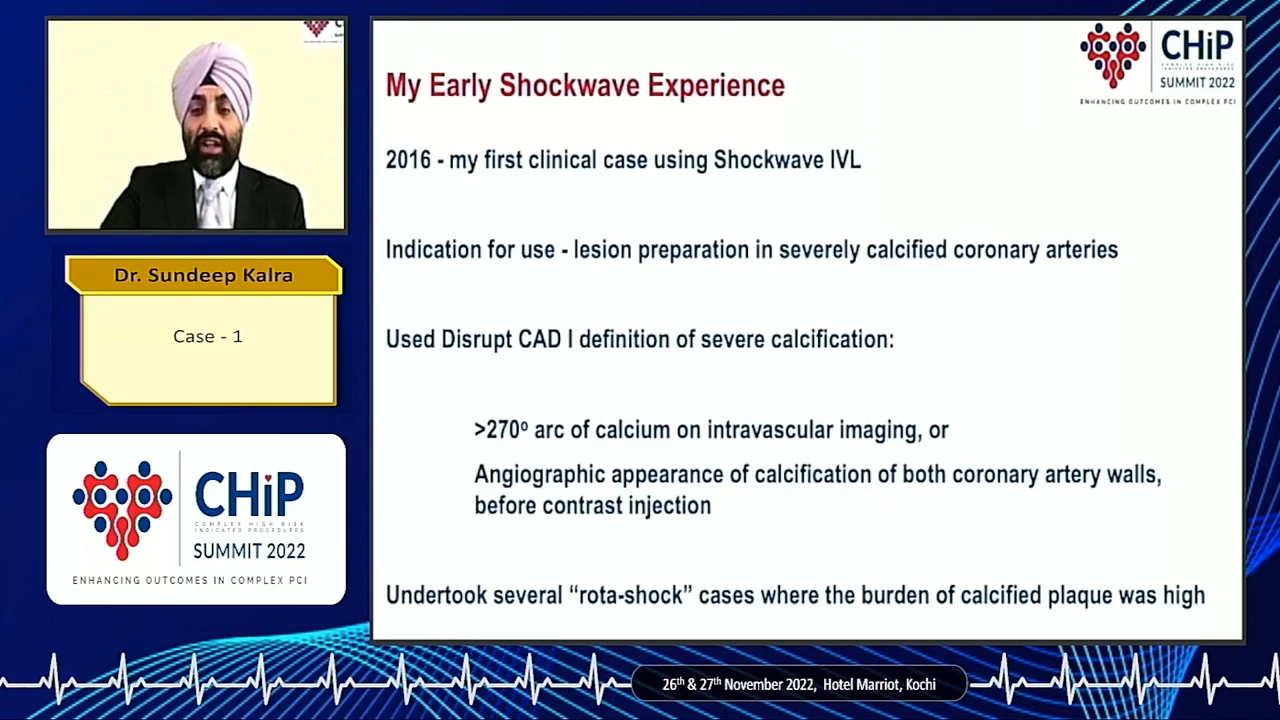 CHiP
COMPLEX HIGH RISK
INDICATED PROCEDURES
SUMMIT 2022
ENHANCING OUTCOMES IN COMPLEX PCI
My Early Shockwave Experience
2016 - my first clinical case using Shockwave IVL
Indication for use - lesion preparation in severely calcified coronary arteries
Used Disrupt CAD I definition of severe calcification:
>270º arc of calcium on intravascular imaging, or
Angiographic appearance of calcification of both coronary artery walls,
before contrast injection
Undertook several “rota-shock” cases where the burden of calcified plaque was high
Dr. Sundeep Kalra
Case - 1
CHiP
COMPLEX HIGH RISK
INDICATED PROCEDURES
SUMMIT 2022
ENHANCING OUTCOMES IN COMPLEX PCI
26th & 27th November 2022, Hotel Marriot, Kochi